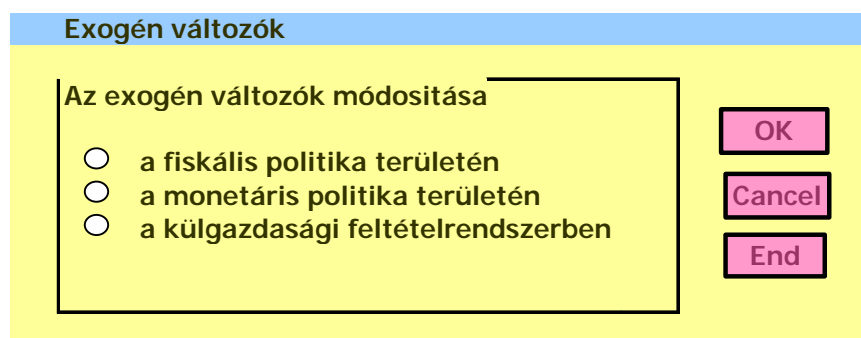 Exogén változók
Az exogén változók módositása
a fiskális politika területén
a monetáris politika területén
a külgazdasági feltételrendszerben
OK
Cancel
End